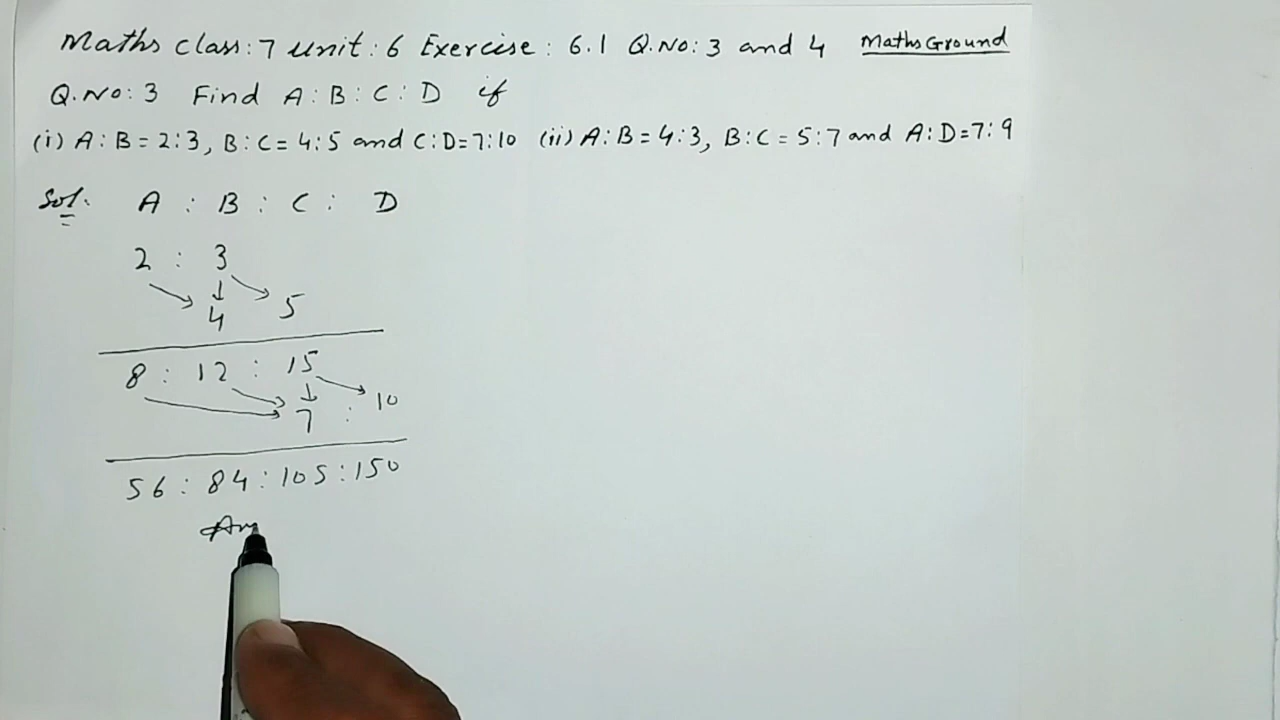 Maths class: 7 unit: 6 Exercise: 6.1 Q.No: 3 and 4 MathsGround
Q.No: 3 Find A : B : C : D if
(i) A : B = 2 : 3, B : C = 4 : 5 and C : D = 7 : 10 (ii) A : B = 4 : 3, B : C = 5 : 7 and A : D = 7 : 9
Sol: A : B : C : D
2 : 3
4 5
8 : 12 : 15
7 : 10
56 : 84 : 105 : 150